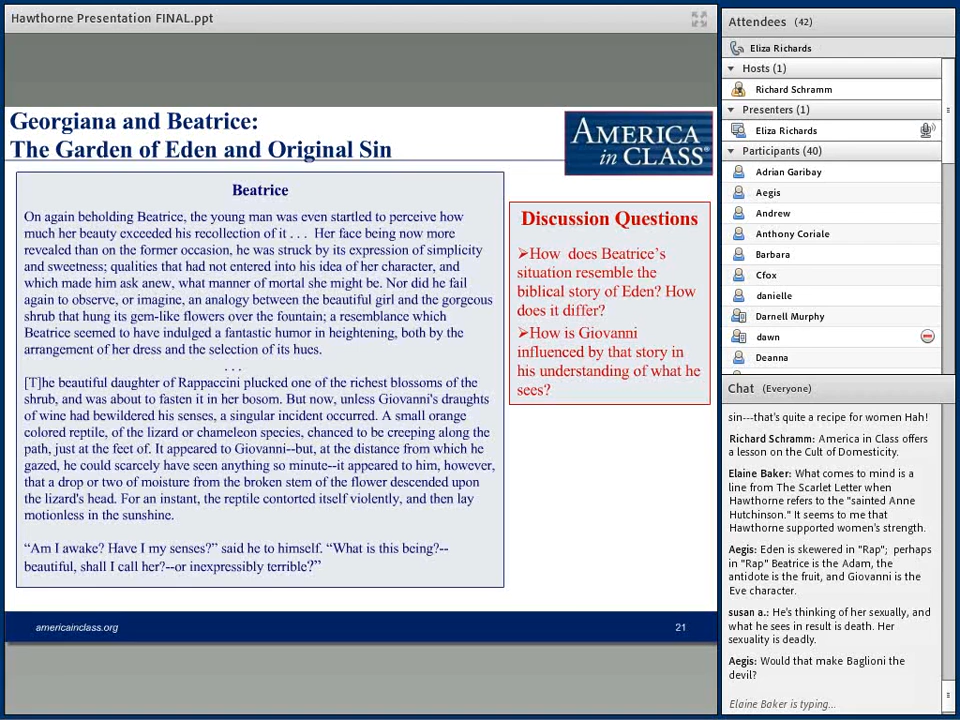 Hawthorne Presentation FINAL.ppt
Georgiana and Beatrice:
The Garden of Eden and Original Sin
AMERICA
in CLASS®
Beatrice
On again beholding Beatrice, the young man was even startled to perceive how
much her beauty exceeded his recollection of it . . .  Her face being now more
revealed than on the former occasion, he was struck by its expression of simplicity
and sweetness; qualities that had not entered into his idea of her character, and
which made him ask anew, what manner of mortal she might be. Nor did he fail
again to observe, or imagine, an analogy between the beautiful girl and the gorgeous
shrub that hung its gem-like flowers over the fountain; a resemblance which
Beatrice seemed to have indulged a fantastic humor in heightening, both by the
arrangement of her dress and the selection of its hues.
. . .
[T]he beautiful daughter of Rappaccini plucked one of the richest blossoms of the
shrub, and was about to fasten it in her bosom. But now, unless Giovanni's draughts
of wine had bewildered his senses, a singular incident occurred. A small orange
colored reptile, of the lizard or chameleon species, chanced to be creeping along the
path, just at the feet of. It appeared to Giovanni--but, at the distance from which he
gazed, he could scarcely have seen anything so minute--it appeared to him, however,
that a drop or two of moisture from the broken stem of the flower descended upon
the lizard's head. For an instant, the reptile contorted itself violently, and then lay
motionless in the sunshine.
“Am I awake? Have I my senses?” said he to himself. “What is this being?--
beautiful, shall I call her?--or inexpressibly terrible?”
Discussion Questions
➢How does Beatrice’s
situation resemble the
biblical story of Eden? How
does it differ?
➢How is Giovanni
influenced by that story in
his understanding of what he
sees?
americainclass.org
21
Attendees (42)
Eliza Richards
Hosts (1)
Richard Schramm
Presenters (1)
Eliza Richards
Participants (40)
Adrian Garibay
Aegis
Andrew
Anthony Coriale
Barbara
Cfox
danielle
Darnell Murphy
dawn
Deanna
Chat (Everyone)
sin---that's quite a recipe for women Hah!
Richard Schramm: America in Class offers
a lesson on the Cult of Domesticity.
Elaine Baker: What comes to mind is a
line from The Scarlet Letter when
Hawthorne refers to the "sainted Anne
Hutchinson." It seems to me that
Hawthorne supported women's strength.
Aegis: Eden is skewered in "Rap"; perhaps
in "Rap" Beatrice is the Adam, the
antidote is the fruit, and Giovanni is the
Eve character.
susan a.: He's thinking of her sexually, and
what he sees in result is death. Her
sexuality is deadly.
Aegis: Would that make Baglioni the
devil?
Elaine Baker is typing...